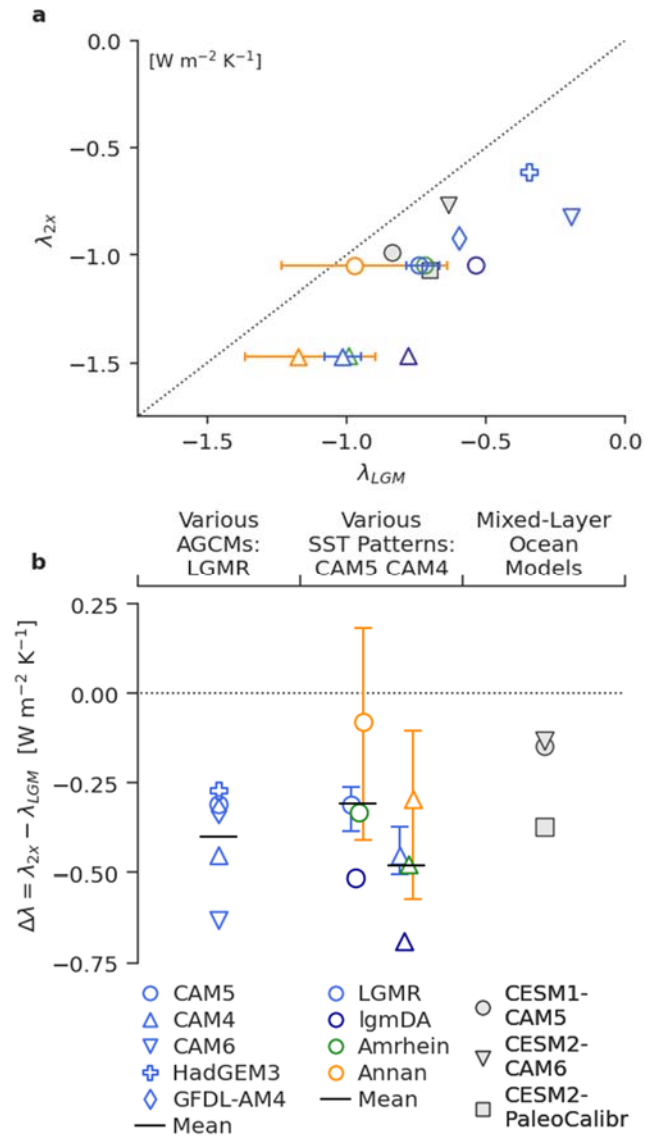 a
0.0
[W m−2 K−1]
−0.5
−1.0
−1.5
λ2x
−1.5 −1.0 −0.5 0.0
λLGM
Various
AGCMs:
LGMR
Various
SST Patterns:
CAM5 CAM4
Mixed-Layer
Ocean
Models
b
0.25
0.00
−0.25
−0.50
−0.75
Δλ = λ2x − λLGM [W m−2 K−1]
CAM5
CAM4
CAM6
HadGEM3
GFDL-AM4
Mean
LGMR
lgmDA
Amrhein
Annan
Mean
CESM1-
CAM5
CESM2-
CAM6
CESM2-
PaleoCalibr